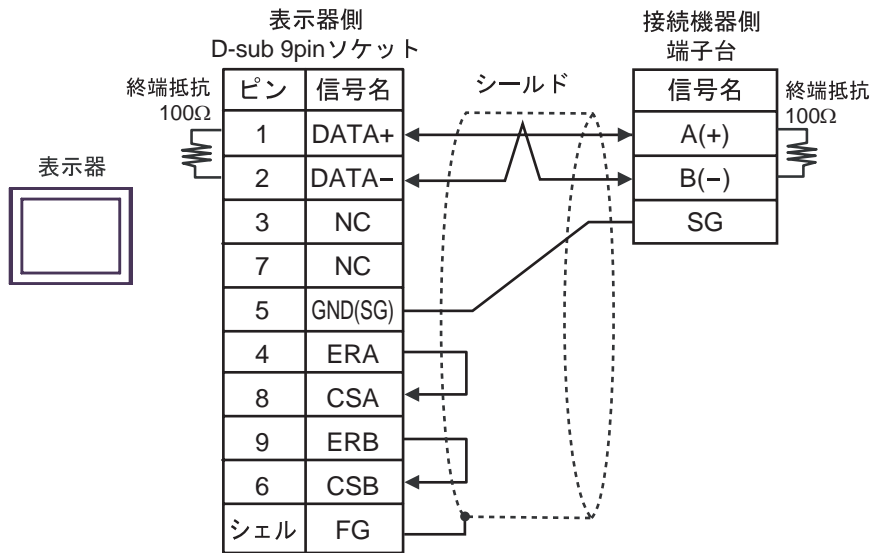 表示器側
D-sub 9pinソケット
接続機器側
端子台
終端抵抗
100Ω
ピン 信号名
シールド
信号名
終端抵抗
100Ω
表示器
1 DATA+
A(+)
2 DATA−
B(−)
3 NC
SG
7 NC
5 GND(SG)
4 ERA
8 CSA
9 ERB
6 CSB
シェル FG